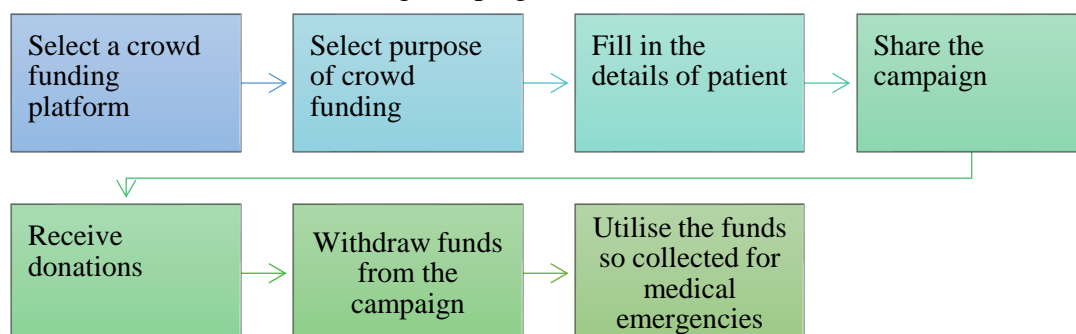 Select a crowd
funding
platform
Select purpose
of crowd
funding
Fill in the
details of patient
Share the
campaign
Receive
donations
Withdraw funds
from the
campaign
Utilise the funds
so collected for
medical
emergencies